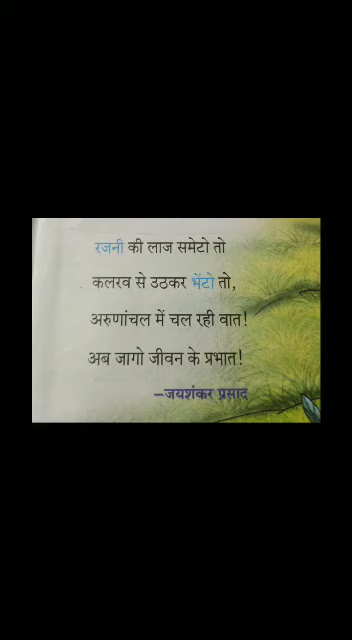 रजनी की लाज समेटो तो
कलरव से उठकर भेंटो तो,
अरुणांचल में चल रही वात!
अब जागो जीवन के प्रभात!
–जयशंकर प्रसाद